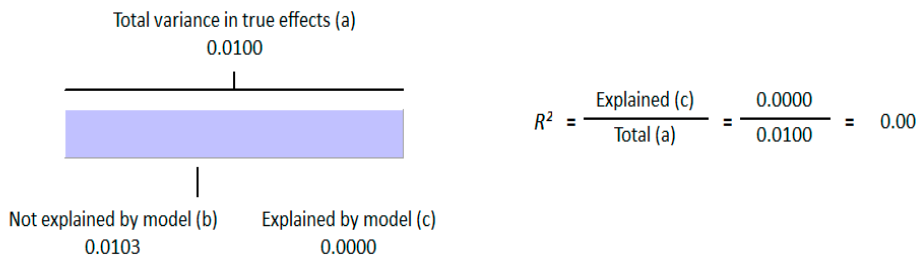 Total variance in true effects (a)
0.0100
Not explained by model (b) Explained by model (c)
0.0103 0.0000
R² = Explained (c) / Total (a) = 0.0000 / 0.0100 = 0.00